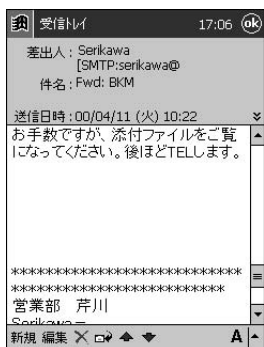 受信トレイ 17:06 ok
差出人: Serikawa
[SMTP:serikawa@
件名: Fwd: BKM
送信日時:00/04/11 (火) 10:22
お手数ですが、添付ファイルをご覧
になってください。後ほどTELします。
*****************************
***************************
営業部 芹川
新規 編集 A